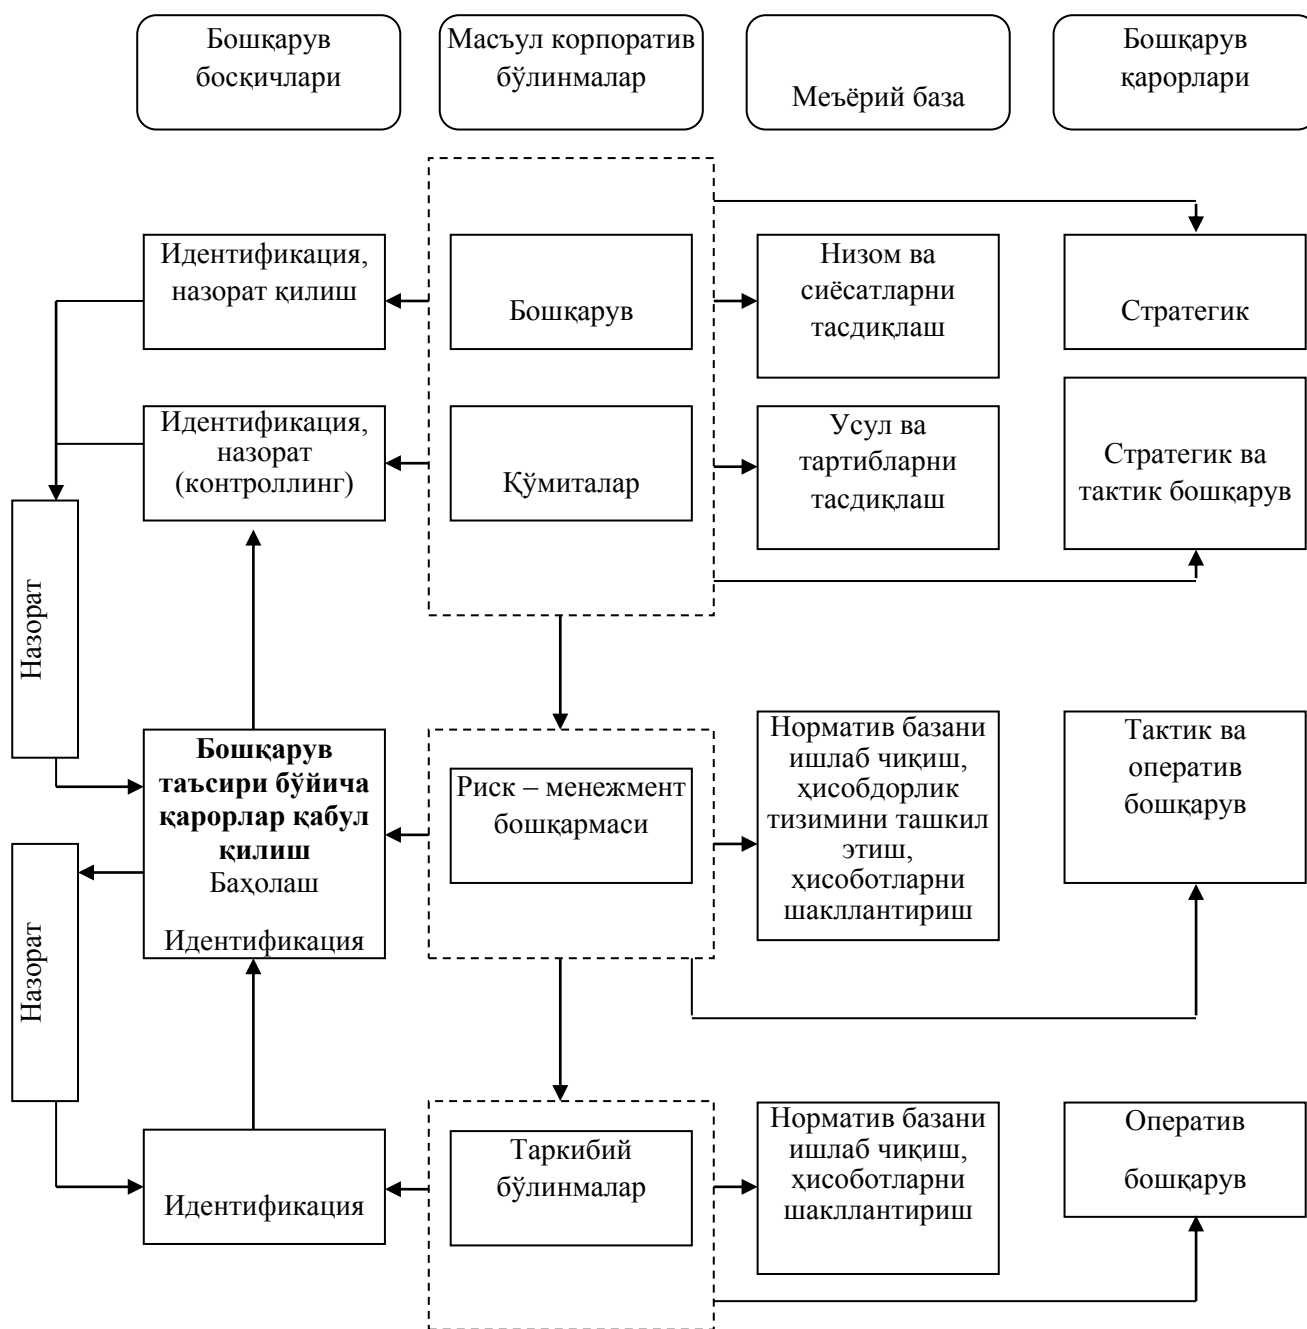 Бошқарув
босқичлари
Масъул корпоратив
бўлинмалар
Меъёрий база
Бошқарув
қарорлари
Идентификация,
назорат қилиш
Бошқарув
Низом ва
сиёсатларни
тасдиқлаш
Стратегик
Идентификация,
назорат
(контроллинг)
Қўмиталар
Усул ва
тартибларни
тасдиқлаш
Стратегик ва
тактик бошқарув
Назорат
Бошқарув
таъсири бўйича
қарорлар қабул
қилиш
Баҳолаш
Идентификация
Риск – менежмент
бошқармаси
Норматив базани
ишлаб чиқиш,
ҳисобдорлик
тизимини ташкил
этиш,
ҳисоботларни
шакллантириш
Тактик ва
оператив
бошқарув
Назорат
Идентификация
Таркибий
бўлинмалар
Норматив базани
ишлаб чиқиш,
ҳисоботларни
шакллантириш
Оператив
бошқарув